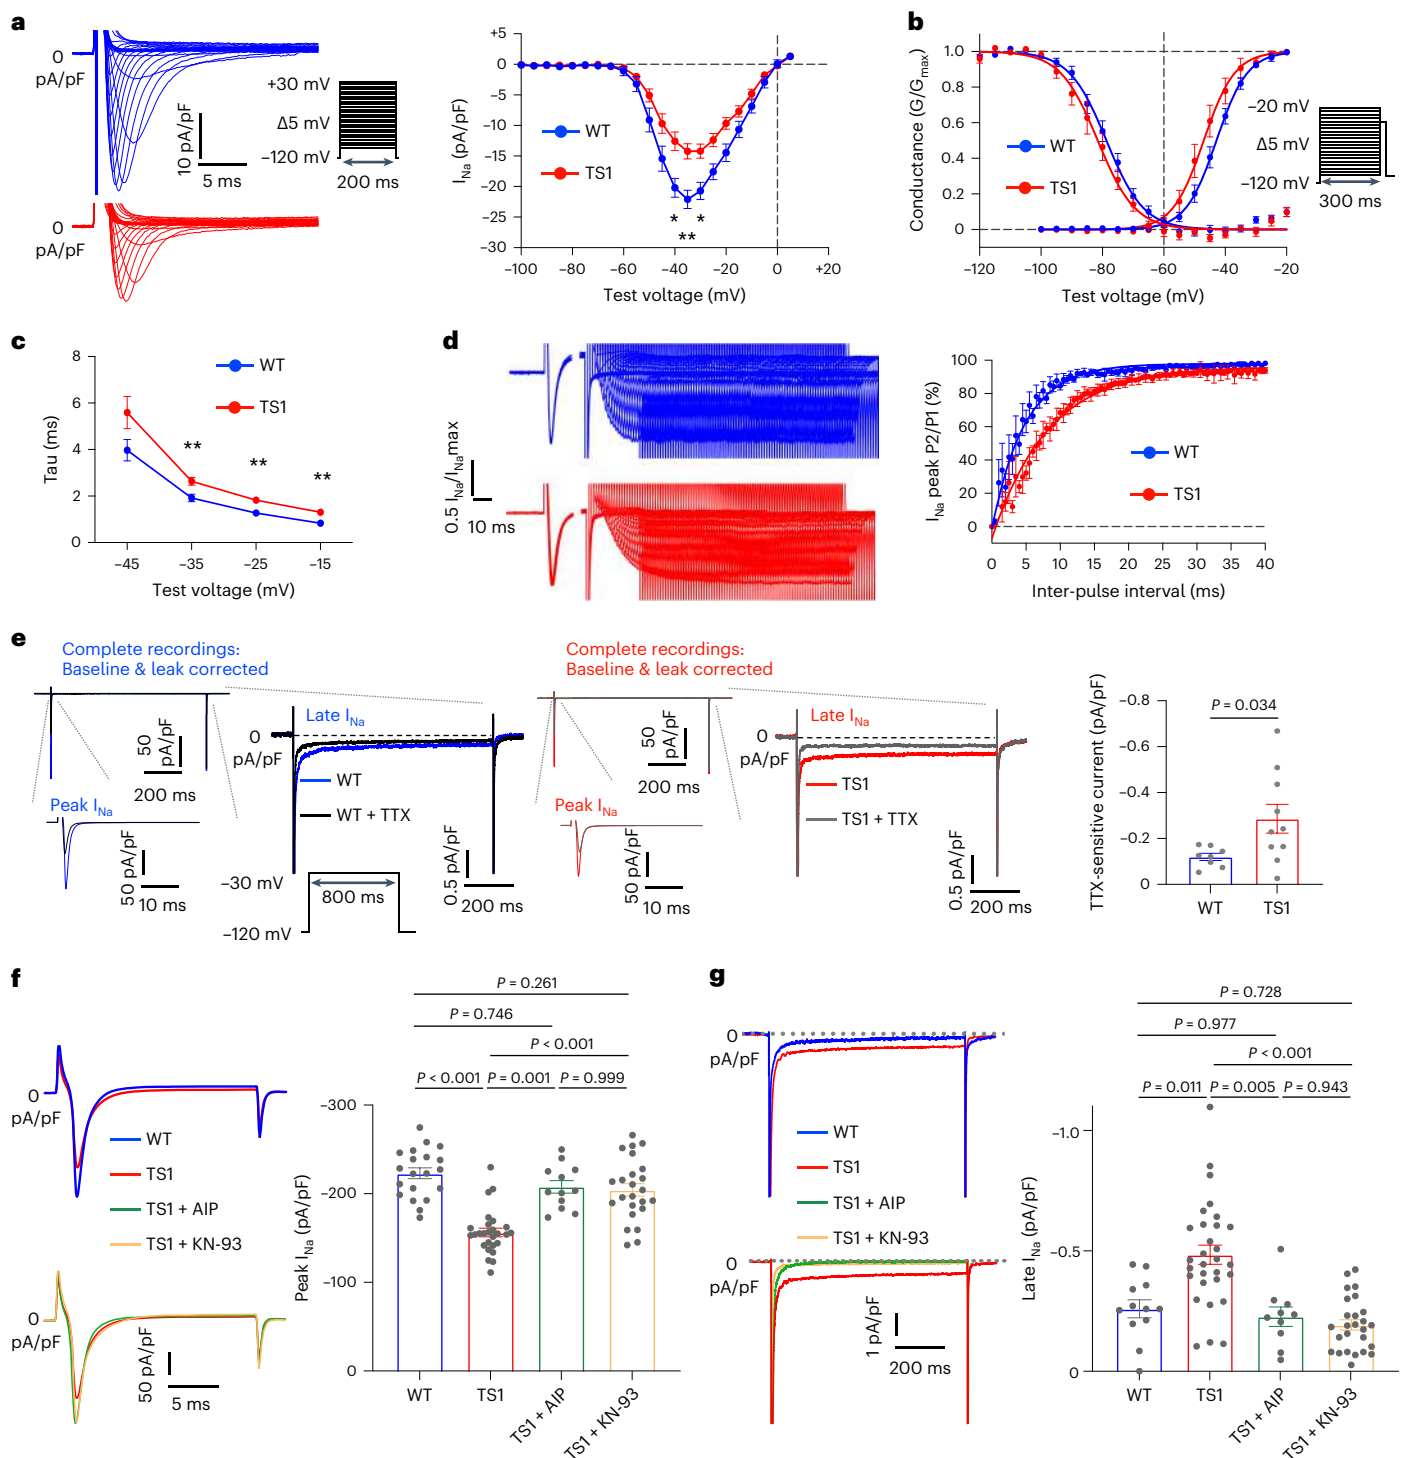 a
0
pA/pF
10 pA/pF
5 ms
+30 mV
Δ5 mV
–120 mV
200 ms
0
pA/pF
+5
0
–5
–10
–15
–20
–25
–30
I_Na (pA/pF)
WT
TS1
*
*
**
–100
–80
–60
–40
–20
0
+20
Test voltage (mV)
b
1.0
0.8
0.6
0.4
0.2
0
Conductance (G/G_max)
WT
TS1
–120
–100
–80
–60
–40
–20
Test voltage (mV)
–20 mV
Δ5 mV
–120 mV
300 ms
c
8
6
4
2
0
Tau (ms)
WT
TS1
**
**
**
–45
–35
–25
–15
Test voltage (mV)
d
0.5 I_Na/I_Namax
10 ms
100
80
60
40
20
0
I_Na peak P2/P1 (%)
WT
TS1
0
5
10
15
20
25
30
35
40
Inter-pulse interval (ms)
e
Complete recordings:
Baseline & leak corrected
50
pA/pF
200 ms
Peak I_Na
50 pA/pF
10 ms
Late I_Na
0
pA/pF
WT
WT + TTX
–30 mV
800 ms
–120 mV
0.5 pA/pF
200 ms
Complete recordings:
Baseline & leak corrected
50
pA/pF
200 ms
Peak I_Na
50 pA/pF
10 ms
Late I_Na
0
pA/pF
TS1
TS1 + TTX
0.5 pA/pF
200 ms
TTX-sensitive current (pA/pF)
–0.8
–0.6
–0.4
–0.2
0
P = 0.034
WT
TS1
f
0
pA/pF
WT
TS1
TS1 + AIP
TS1 + KN-93
0
pA/pF
50 pA/pF
5 ms
P = 0.261
P = 0.746
P < 0.001
P < 0.001
P = 0.001
P = 0.999
–300
–200
–100
0
Peak I_Na (pA/pF)
WT
TS1
TS1 + AIP
TS1 + KN-93
g
0
pA/pF
WT
TS1
TS1 + AIP
TS1 + KN-93
0
pA/pF
1 pA/pF
200 ms
P = 0.728
P = 0.977
P < 0.001
P = 0.011
P = 0.005
P = 0.943
–1.0
–0.5
0
Late I_Na (pA/pF)
WT
TS1
TS1 + AIP
TS1 + KN-93